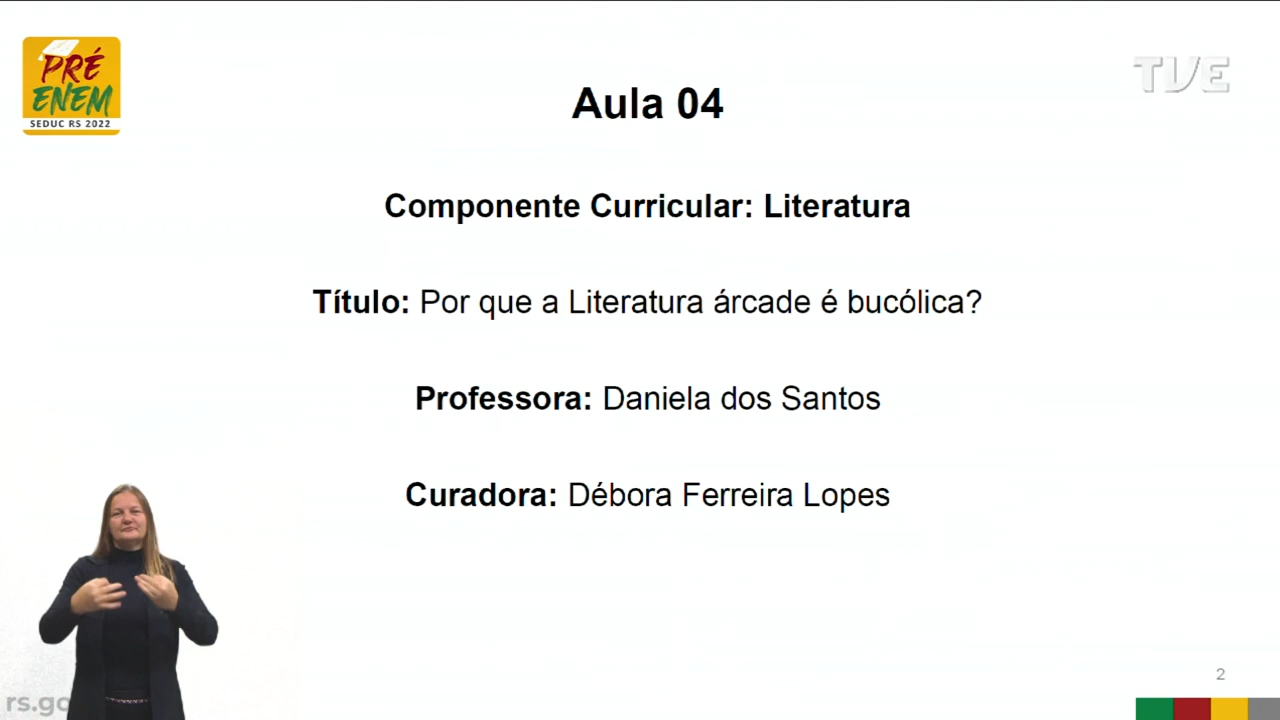 PRÉ
ENEM
SEDUC RS 2022
TVE
Aula 04
Componente Curricular: Literatura
Título: Por que a Literatura árcade é bucólica?
Professora: Daniela dos Santos
Curadora: Débora Ferreira Lopes
2